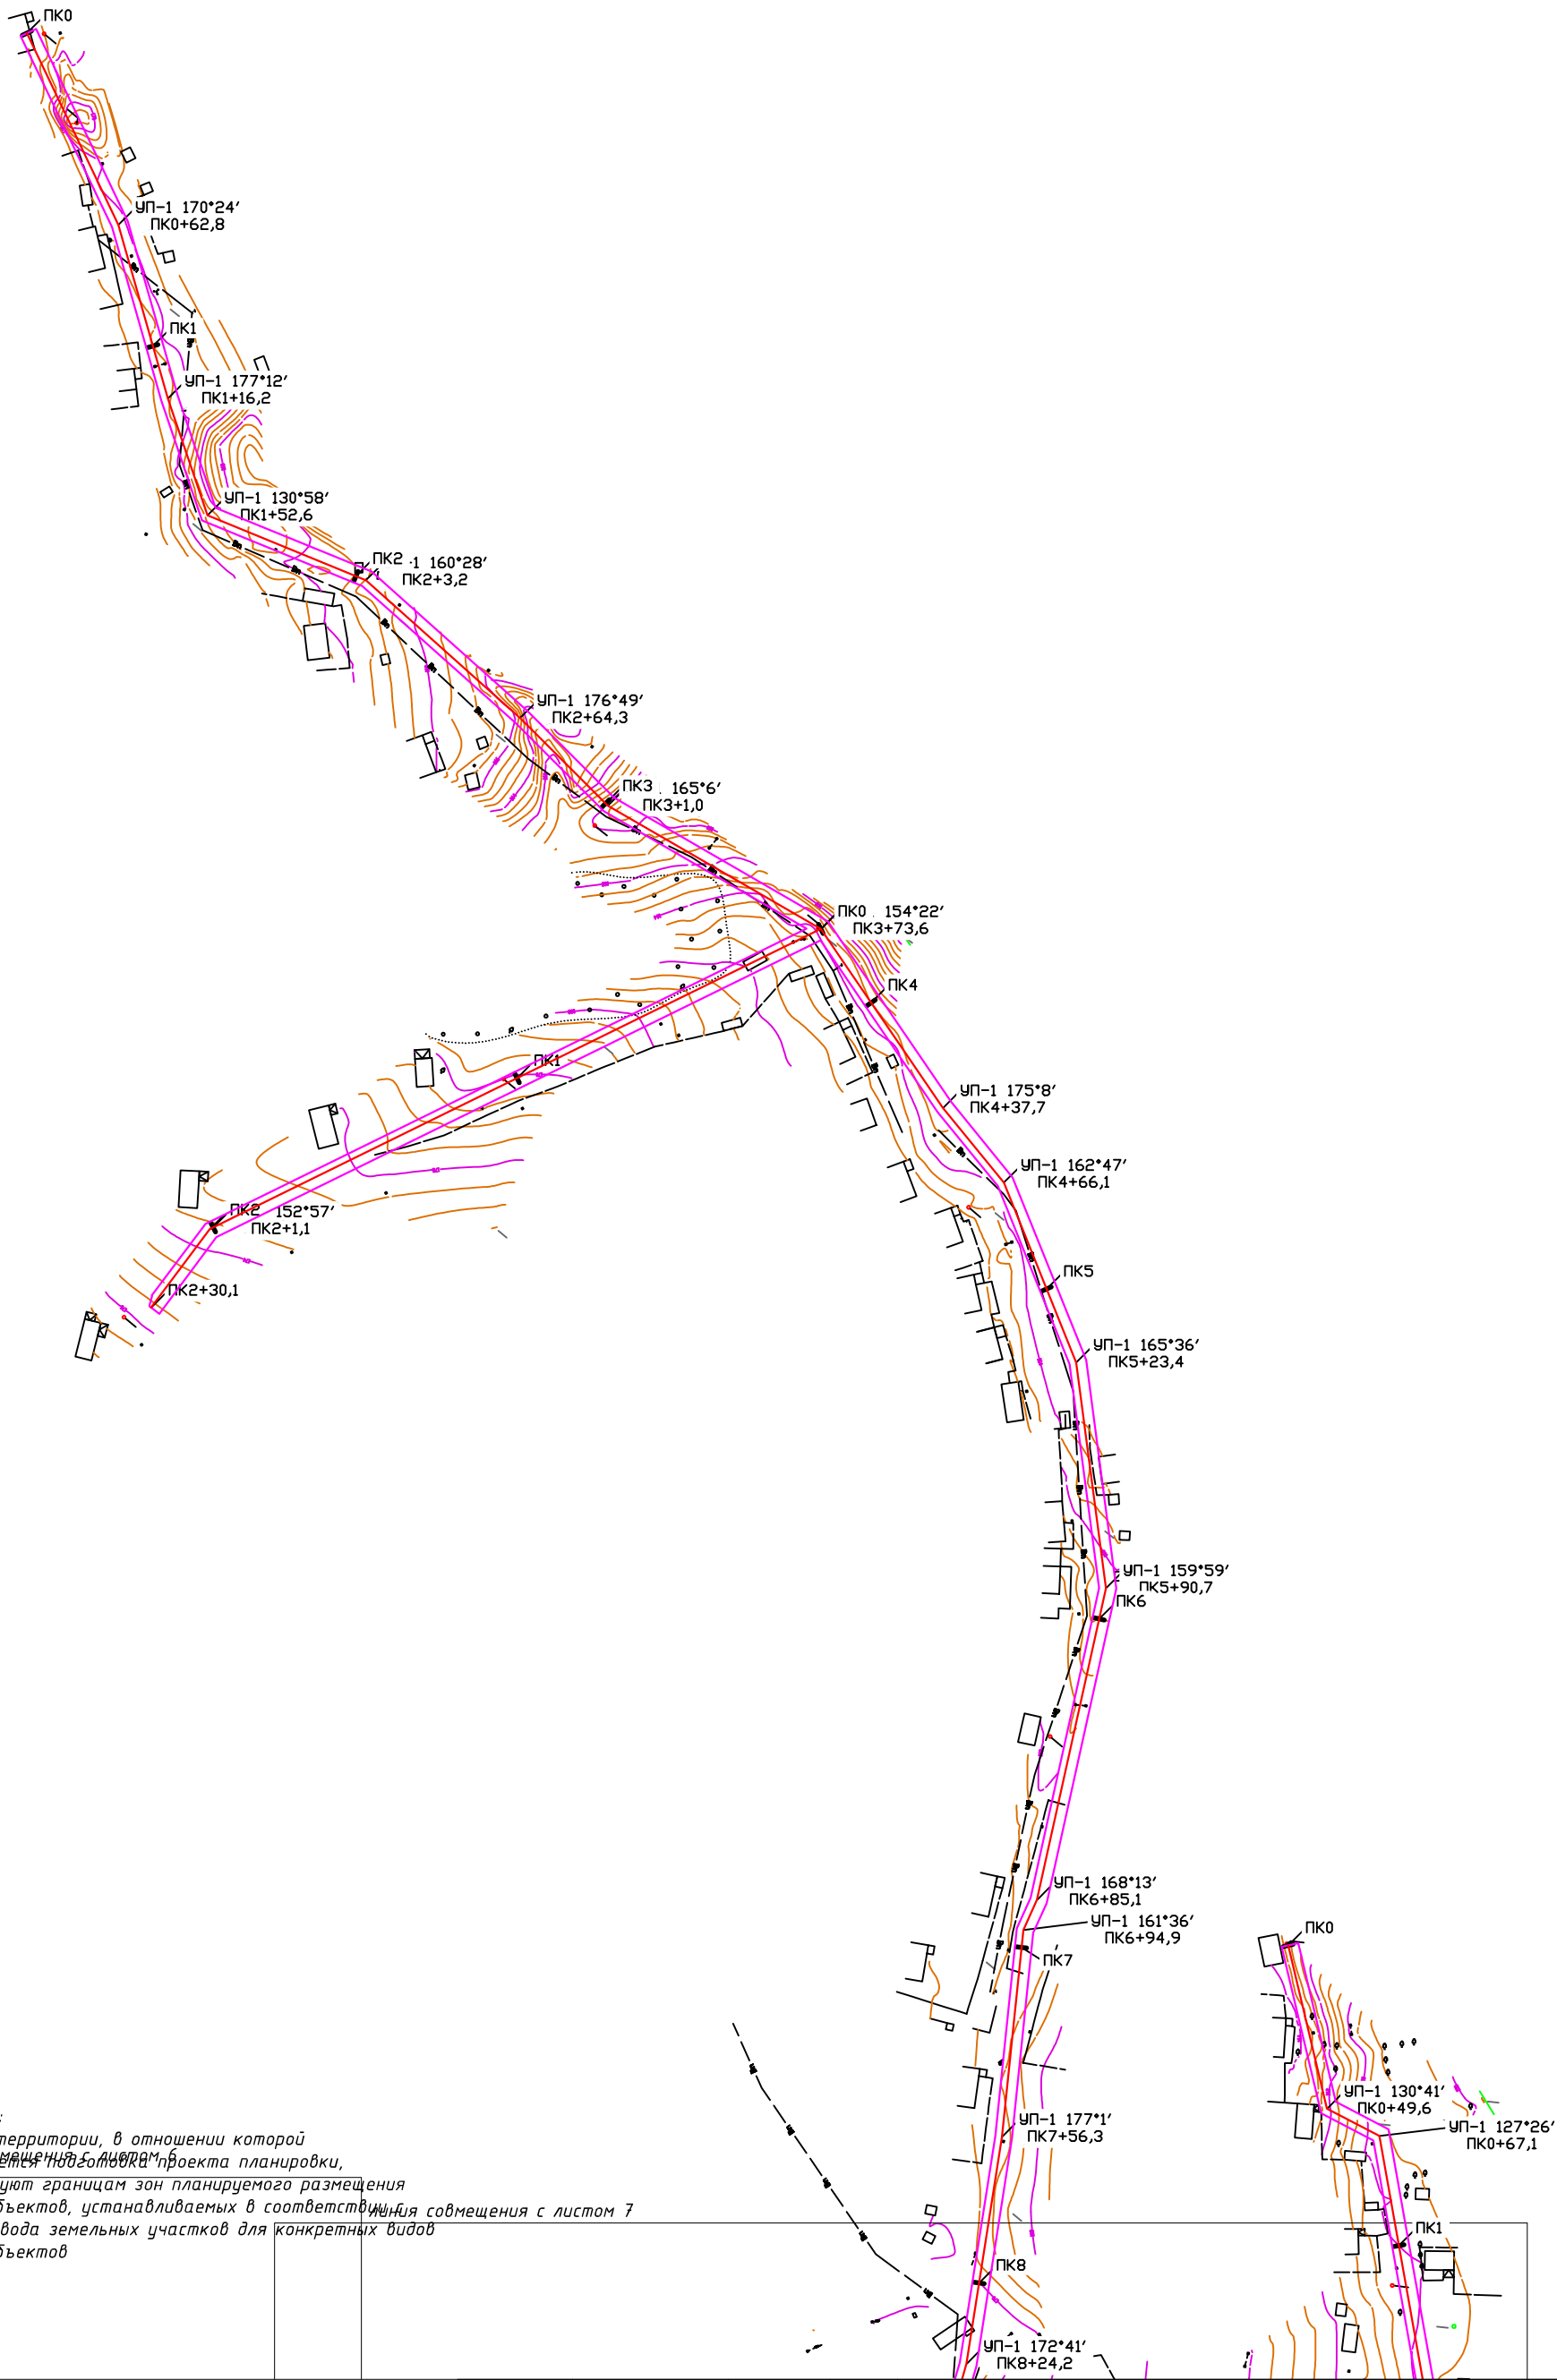 ПК0
УП-1 170°24′
ПК0+62,8
ПК1
УП-1 177°12′
ПК1+16,2
УП-1 130°58′
ПК1+52,6
ПК2
-1 160°28′
ПК2+3,2
УП-1 176°49′
ПК2+64,3
ПК3
165°6′
ПК3+1,0
ПК0
154°22′
ПК3+73,6
ПК4
ПК1
УП-1 175°8′
ПК4+37,7
УП-1 162°47′
ПК4+66,1
ПК2
152°57′
ПК2+1,1
ПК2+30,1
ПК5
УП-1 165°36′
ПК5+23,4
УП-1 159°59′
ПК5+90,7
ПК6
УП-1 168°13′
ПК6+85,1
УП-1 161°36′
ПК6+94,9
ПК7
ПК0
УП-1 130°41′
ПК0+49,6
УП-1 127°26′
ПК0+67,1
УП-1 177°1′
ПК7+56,3
ПК1
ПК8
УП-1 172°41′
ПК8+24,2
территории, в отношении которой
мещения с листом 6
ется подготовка проекта планировки,
уют границам зон планируемого размещения
бъектов, устанавливаемых в соответствии с
линия совмещения с листом 7
вода земельных участков для конкретных видов
бъектов